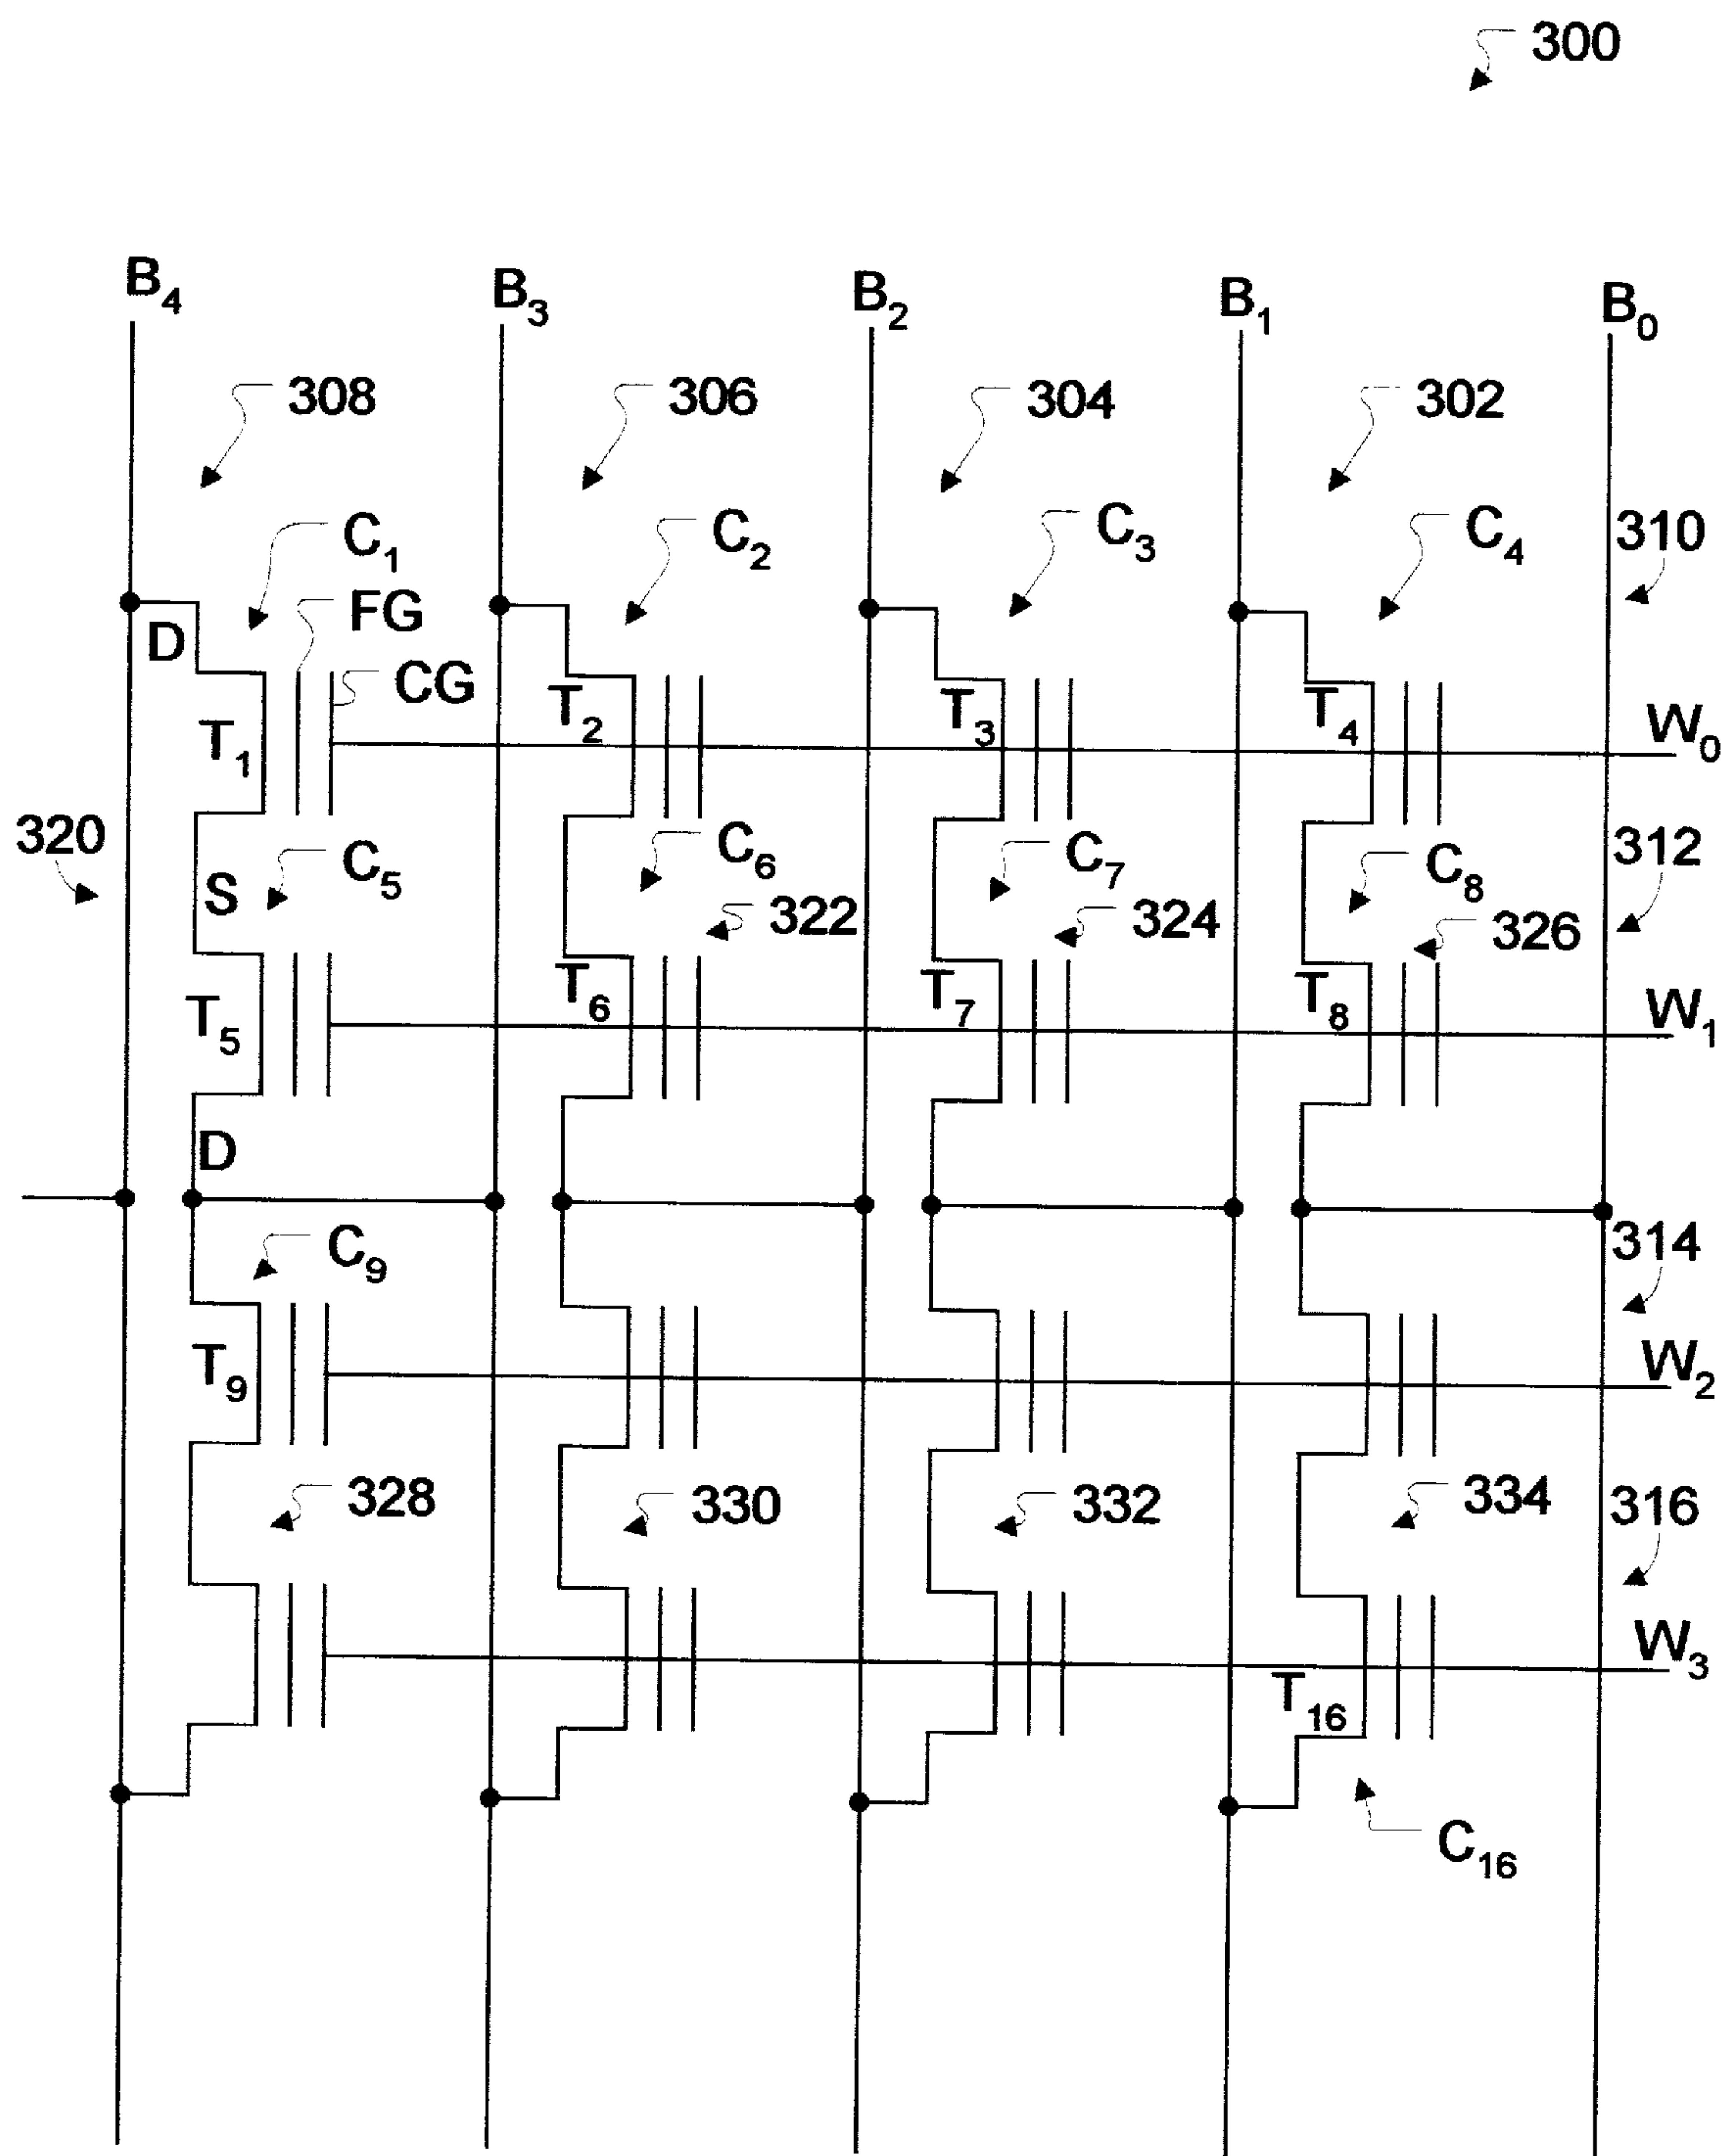 300
B4 B3 B2 B1 B0
308 306 304 302
C1 C2 C3 C4 310
FG
D
CG
T1 T2 T3 T4 W0
320 C5 C6 C7 C8 312
S 322 324 326
T5 T6 T7 T8 W1
D
C9 314
T9 W2
328 330 332 334 316
W3
T16
C16